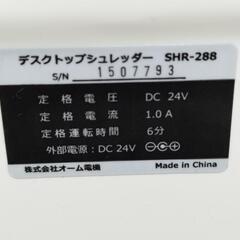 デスクトップシュレッダー SHR-288
S/N 1507793
定格電圧 DC 24V
定格電流 1.0A
定格運転時間 6分
外部電源：DC 24V
株式会社オーム電機 Made in China